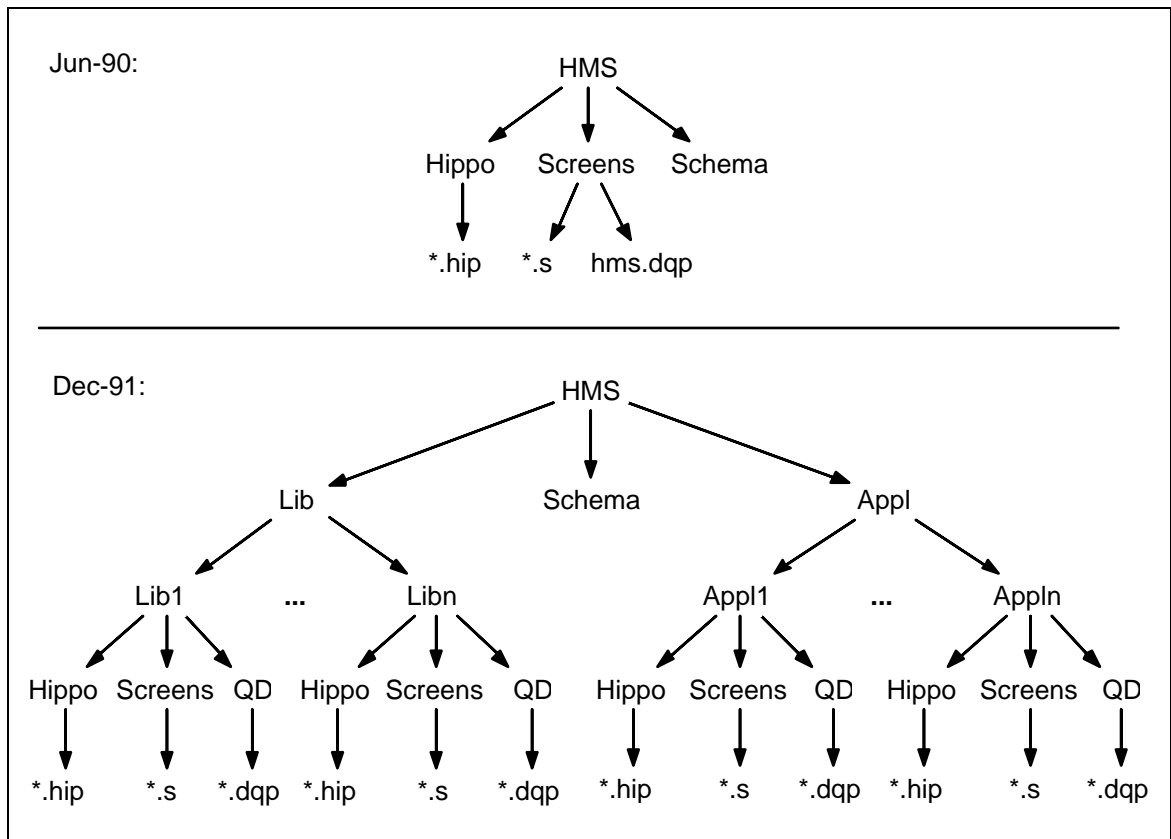 Jun-90:
HMS
Hippo Screens Schema
*.hip *.s hms.dqp
Dec-91:
HMS
Lib Schema Appl
Lib1 ... Libn Appl1 ... Appln
Hippo Screens QD Hippo Screens QD Hippo Screens QD Hippo Screens QD
*.hip *.s *.dqp *.hip *.s *.dqp *.hip *.s *.dqp *.hip *.s *.dqp